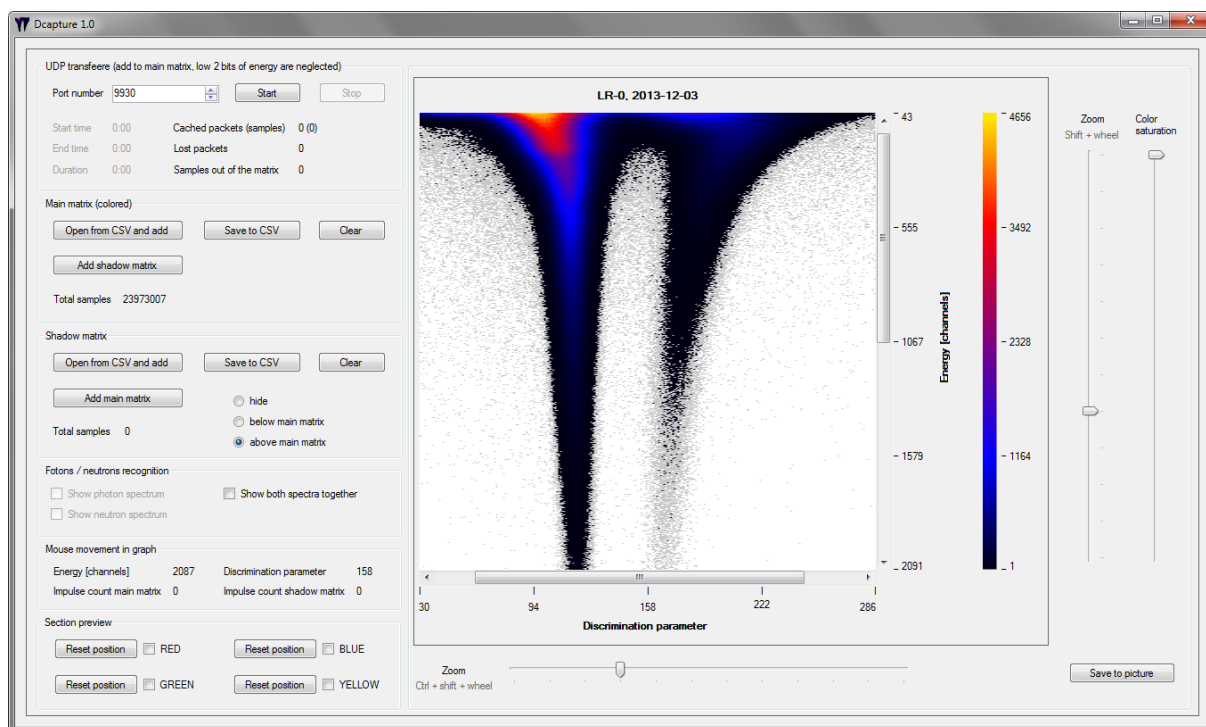 Dcapture 1.0
UDP transfeere (add to main matrix, low 2 bits of energy are neglected)
Port number 9930 Start Stop
Start time 0:00 Cached packets (samples) 0 (0)
End time 0:00 Lost packets 0
Duration 0:00 Samples out of the matrix 0
Main matrix (colored)
Open from CSV and add Save to CSV Clear
Add shadow matrix
Total samples 23973007
Shadow matrix
Open from CSV and add Save to CSV Clear
Add main matrix
hide
below main matrix
Total samples 0
above main matrix
Fotons / neutrons recognition
Show photon spectrum Show both spectra together
Show neutron spectrum
Mouse movement in graph
Energy [channels] 2087 Discrimination parameter 158
Impulse count main matrix 0 Impulse count shadow matrix 0
Section preview
Reset position RED Reset position BLUE
Reset position GREEN Reset position YELLOW
LR-0, 2013-12-03
43
555
1067
1579
2091
Energy [channels]
4656
3492
2328
1164
1
30 94 158 222 286
Discrimination parameter
Zoom
Shift + wheel
Color
saturation
Zoom
Ctrl + shift + wheel
Save to picture